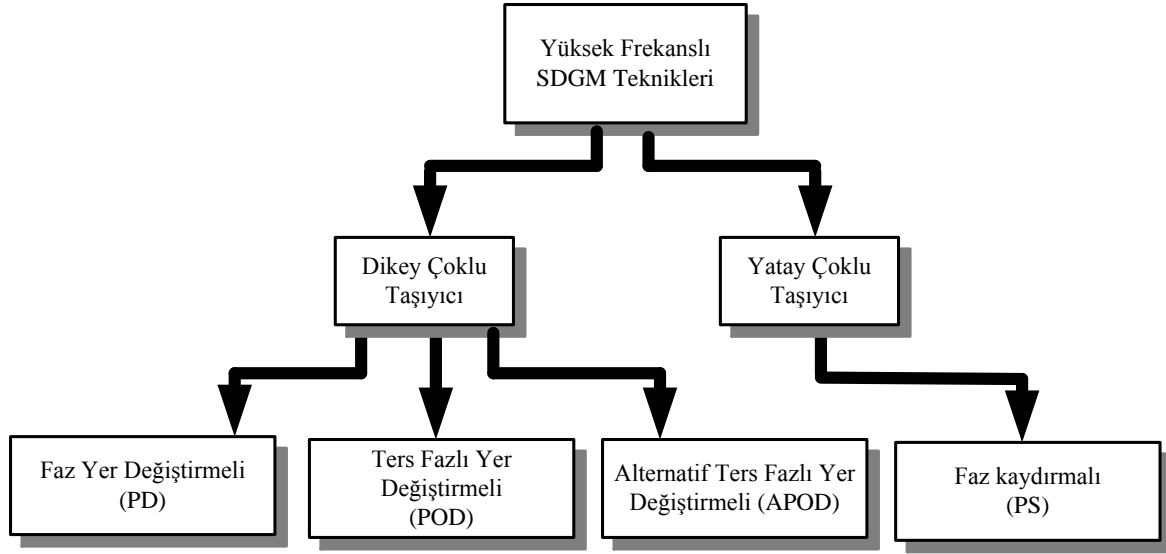 Yüksek Frekanslı
SDGM Teknikleri
Dikey Çoklu
Taşıyıcı
Yatay Çoklu
Taşıyıcı
Faz Yer Değiştirmeli
(PD)
Ters Fazlı Yer
Değiştirmeli
(POD)
Alternatif Ters Fazlı Yer
Değiştirmeli (APOD)
Faz kaydırmalı
(PS)